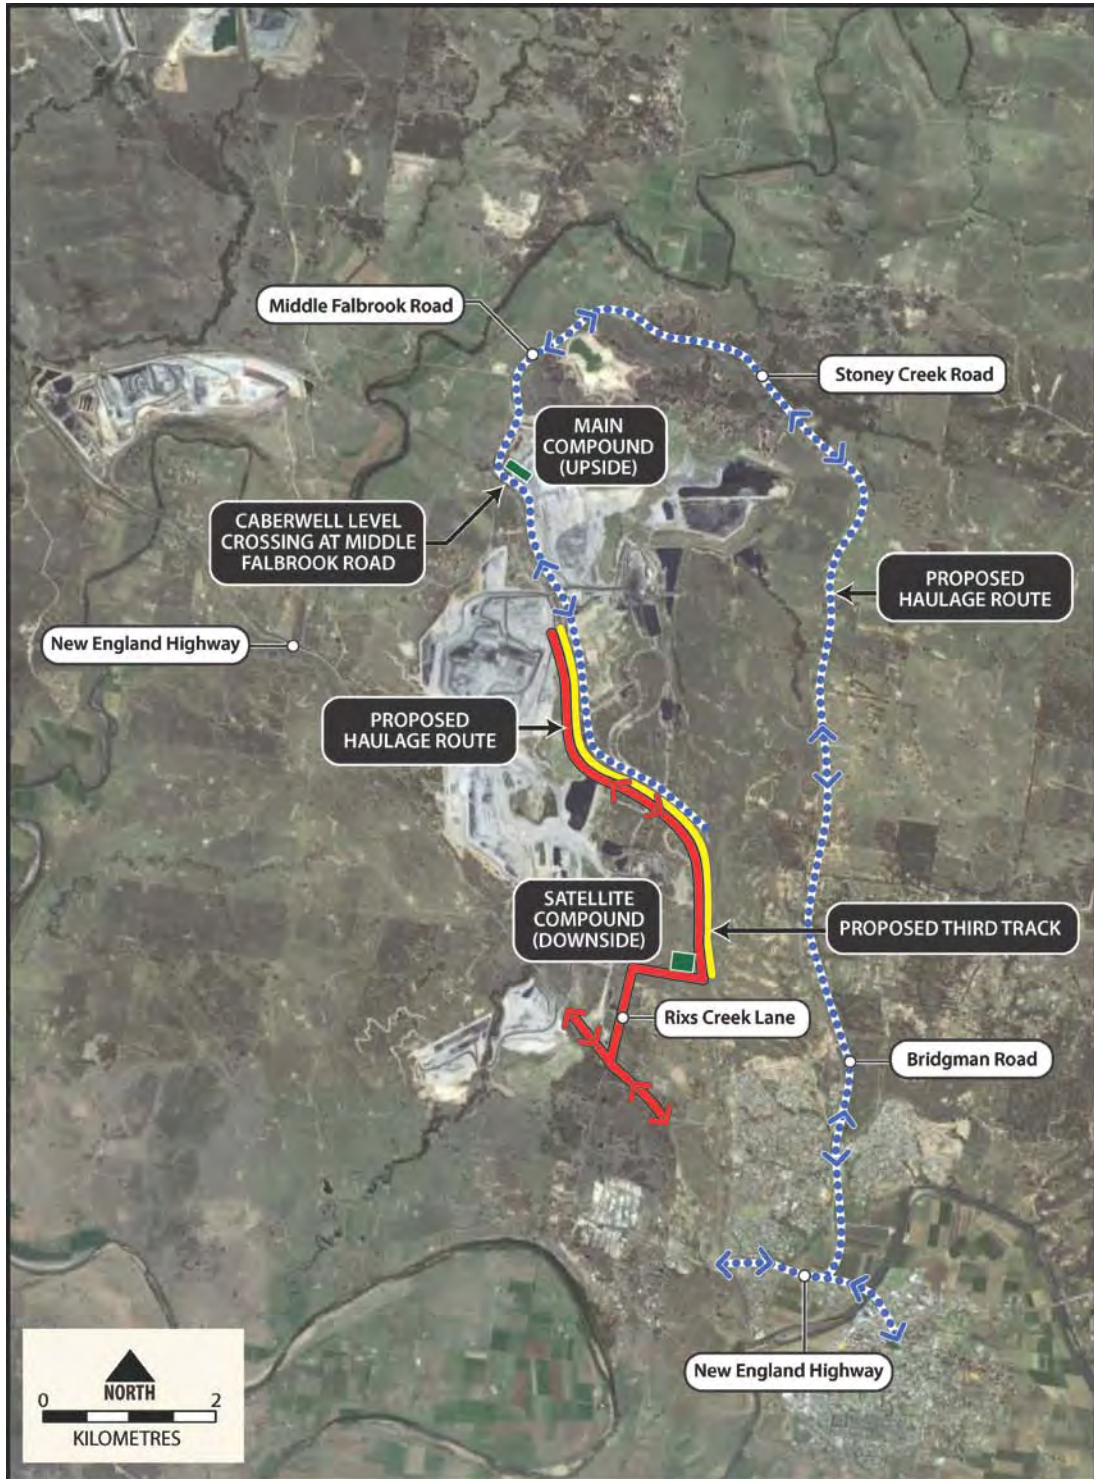 Middle Falbrook Road
Stoney Creek Road
MAIN
COMPOUND
(UPSIDE)
CABERWELL LEVEL
CROSSING AT MIDDLE
FALBROOK ROAD
PROPOSED
HAULAGE ROUTE
New England Highway
PROPOSED
HAULAGE ROUTE
SATELLITE
COMPOUND
(DOWNSIDE)
PROPOSED THIRD TRACK
Rixs Creek Lane
Bridgman Road
New England Highway
NORTH
0 2
KILOMETRES